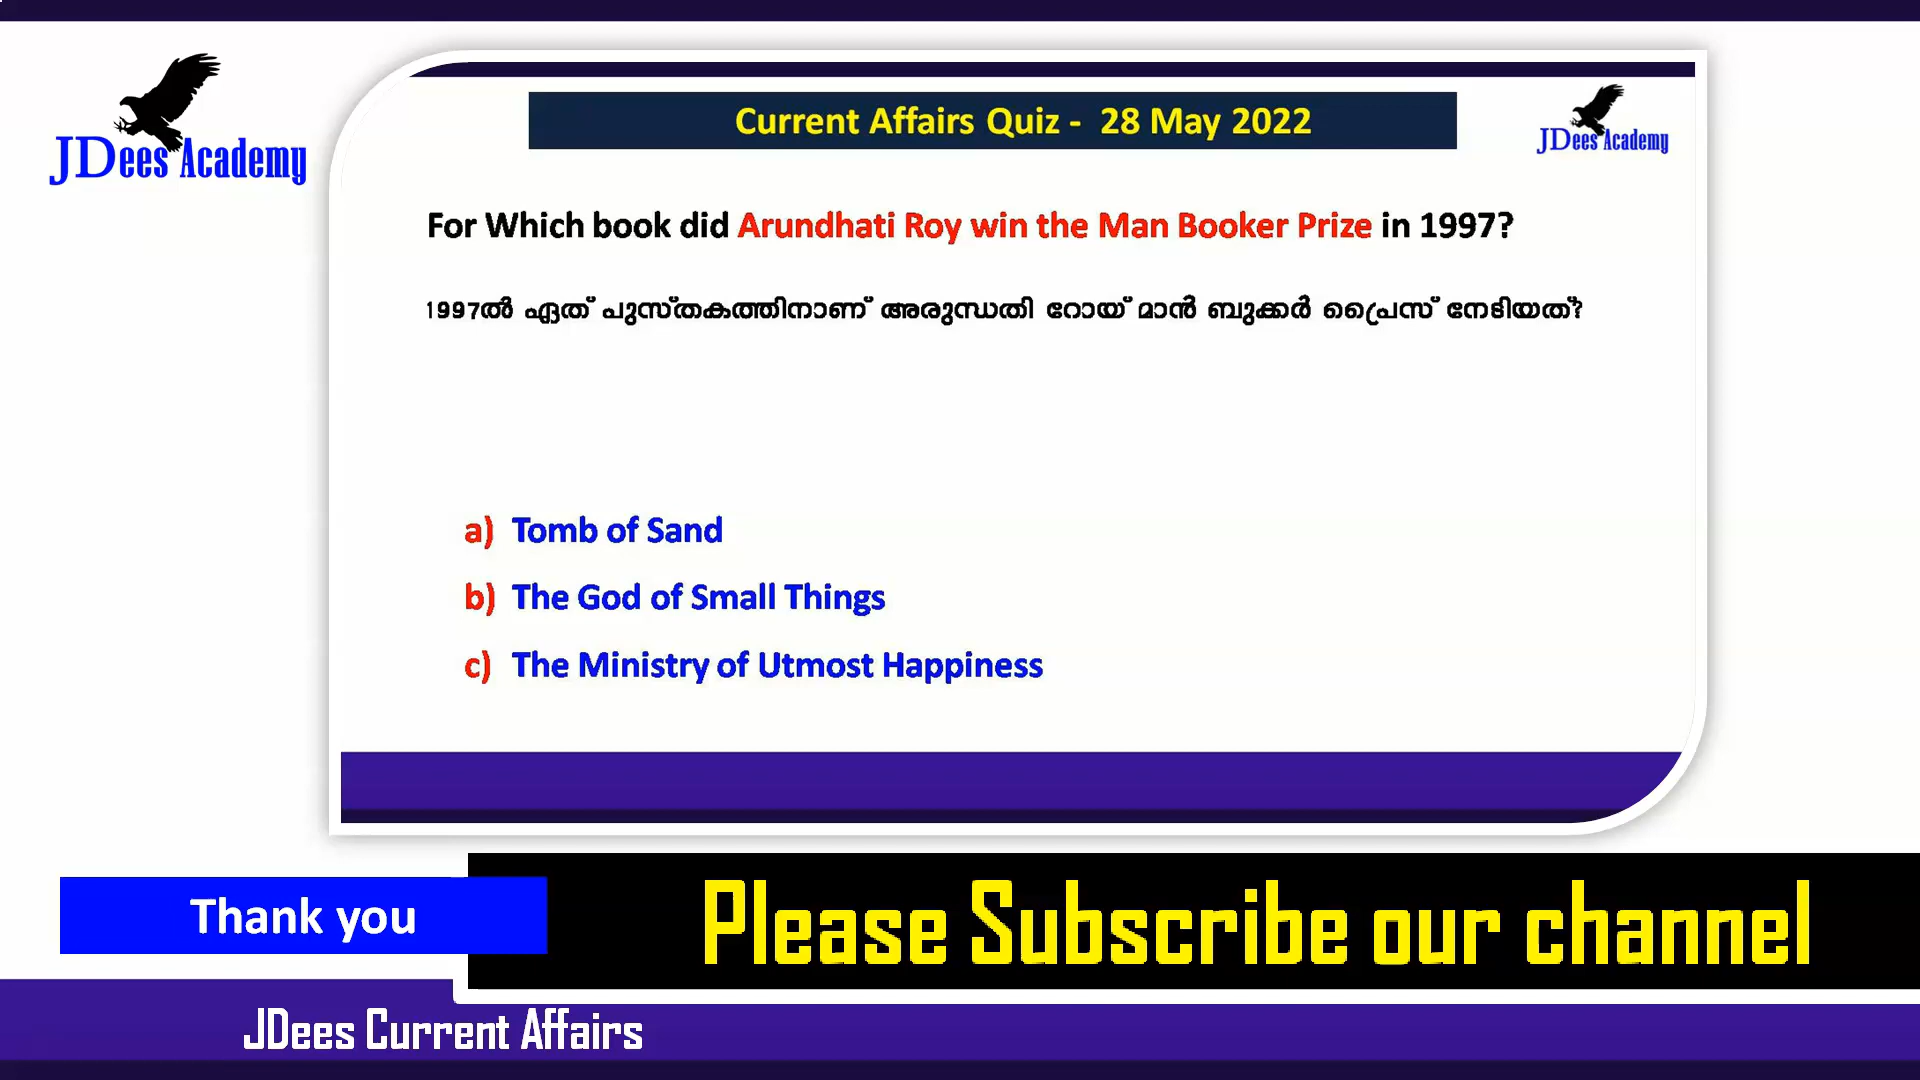 JDees Academy
Current Affairs Quiz - 28 May 2022
JDees Academy
For Which book did Arundhati Roy win the Man Booker Prize in 1997?
1997ൽ ഏത് പുസ്തകത്തിനാണ് അരുന്ധതി റോയ് മാൻ ബുക്കർ പ്രൈസ് നേടിയത്?
a) Tomb of Sand
b) The God of Small Things
c) The Ministry of Utmost Happiness
Thank you
Please Subscribe our channel
JDees Current Affairs